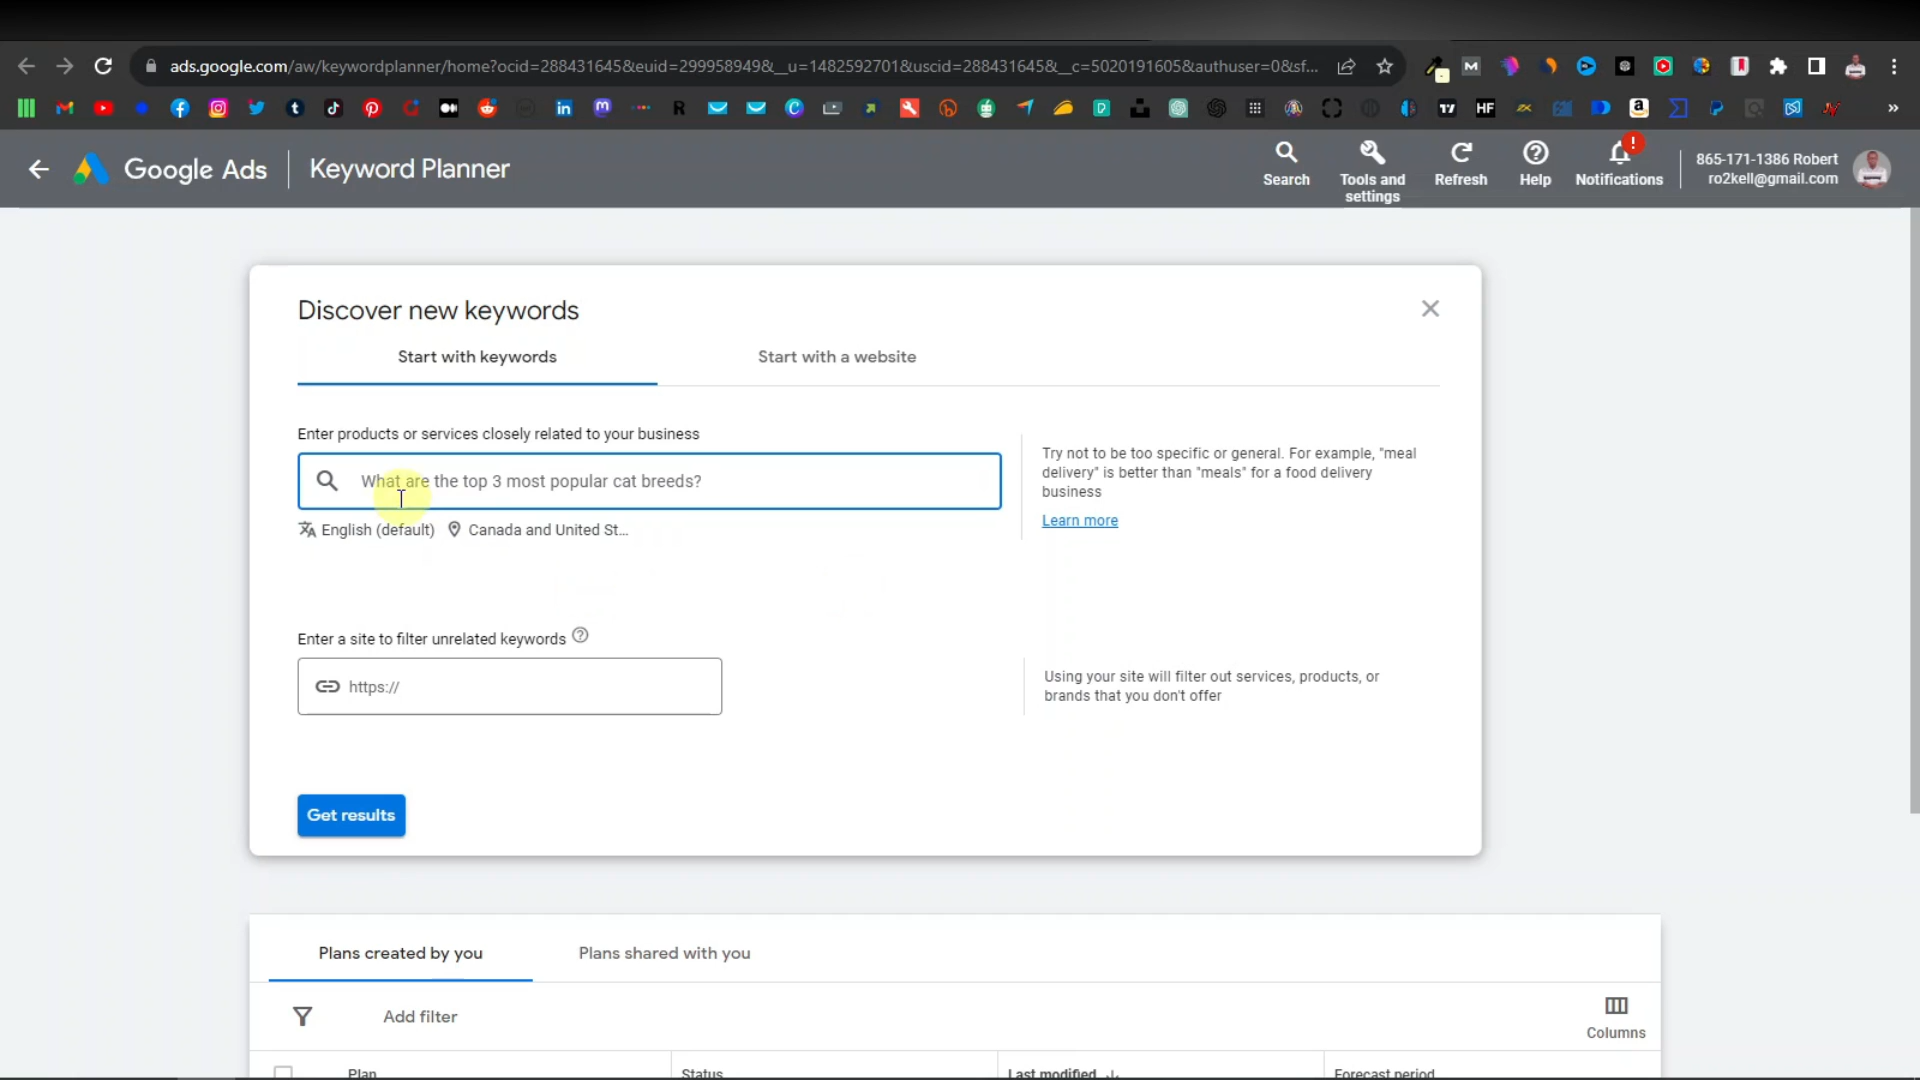 ads.google.com/aw/keywordplanner/home?ocid=288431645&euid=299958949&__u=1482592701&uscid=288431645&__c=5020191605&authuser=0&sf...
Google Ads
Keyword Planner
Search
Tools and
settings
Refresh
Help
Notifications
865-171-1386 Robert
ro2kell@gmail.com
Discover new keywords
Start with keywords
Start with a website
Enter products or services closely related to your business
What are the top 3 most popular cat breeds?
English (default)
Canada and United St...
Try not to be too specific or general. For example, "meal
delivery" is better than "meals" for a food delivery
business
Learn more
Enter a site to filter unrelated keywords
https://
Using your site will filter out services, products, or
brands that you don't offer
Get results
Plans created by you
Plans shared with you
Add filter
Columns
Plan
Status
Last modified
Forecast period